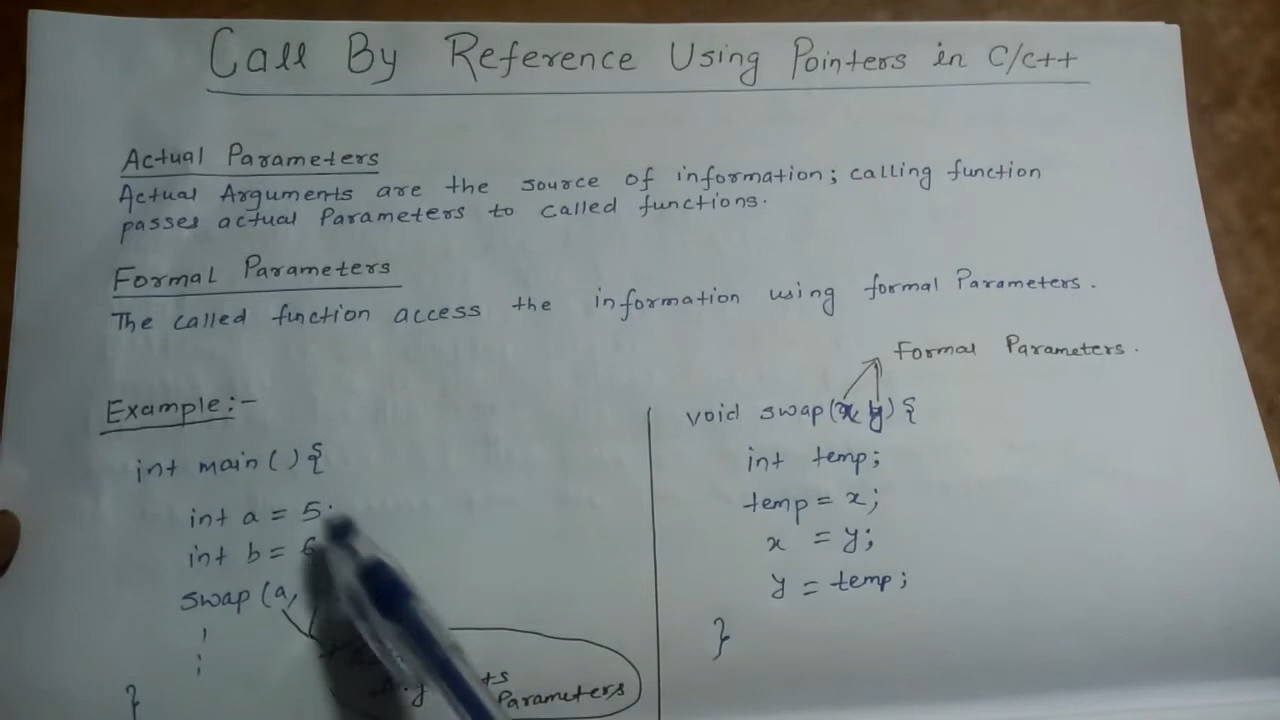 Call By Reference Using Pointers in C/C++
Actual Parameters
Actual Arguments are the source of information; calling function
passes actual Parameters to called functions.
Formal Parameters
The called function access the information using formal Parameters.
Formal Parameters.
Example:-
int main(){
int a = 5;
int b = 6
swap(a,
}
Parameters
void swap(x y){
int temp;
temp = x;
x = y;
y = temp;
}